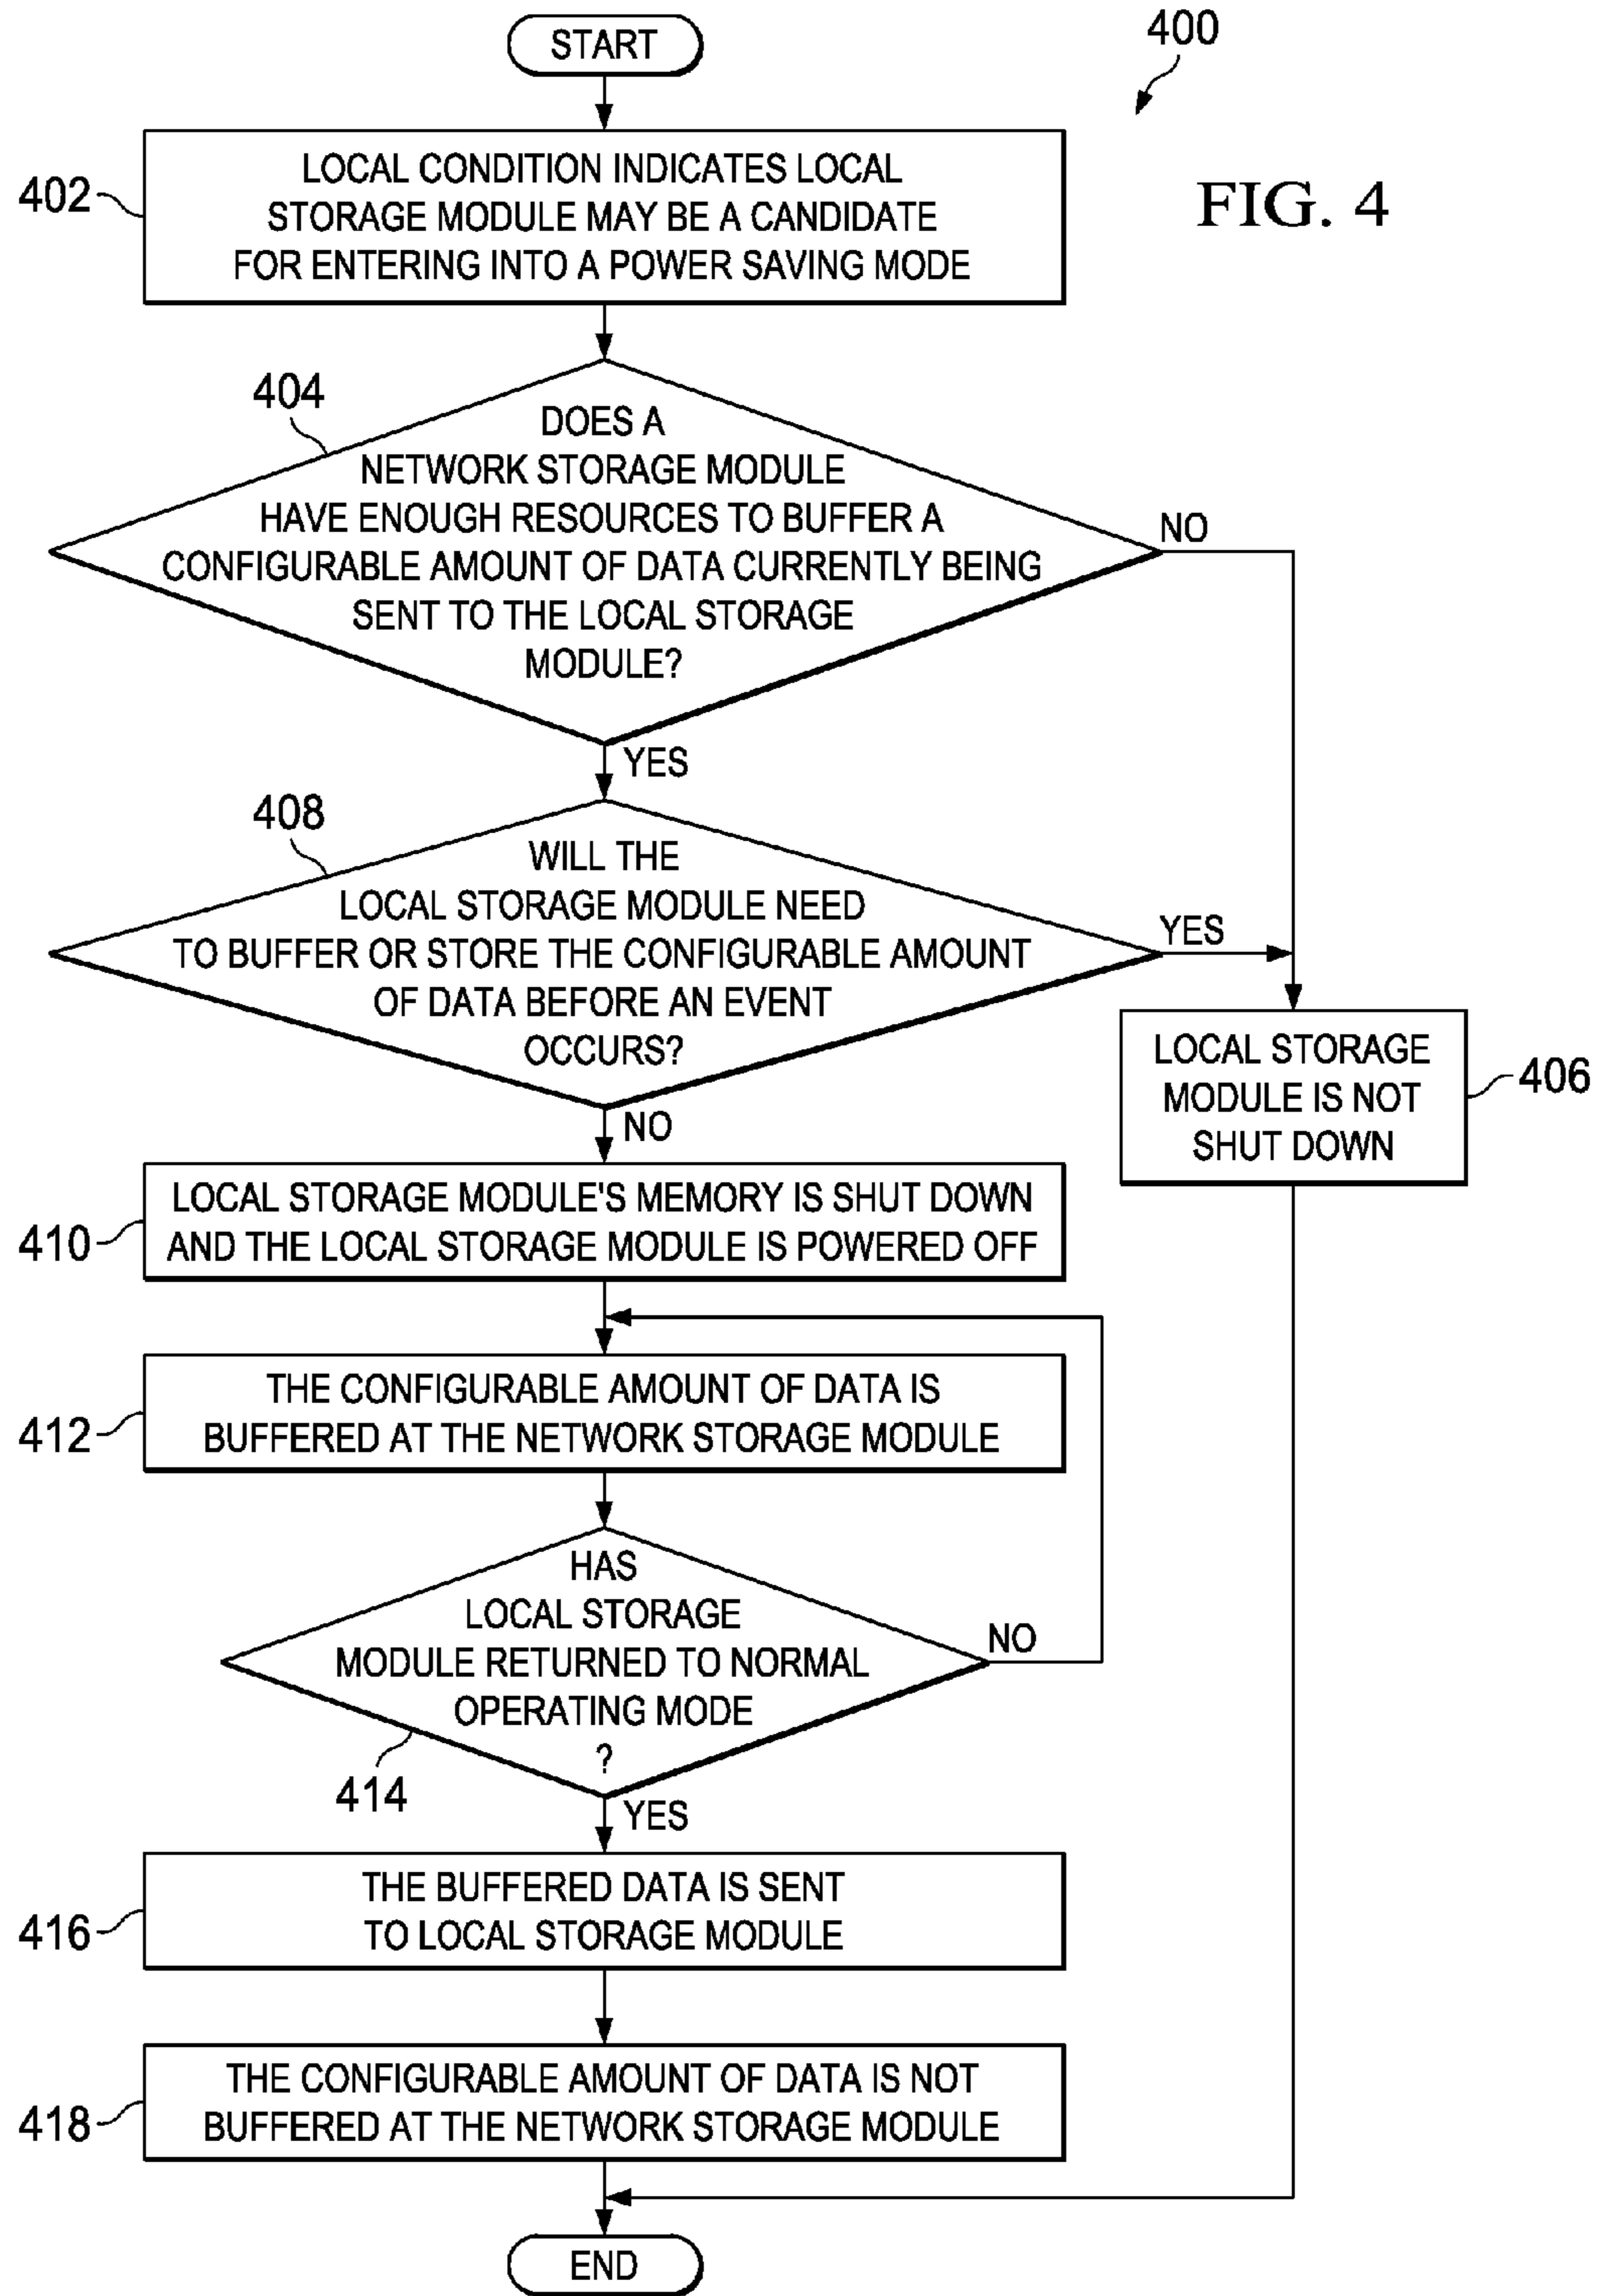 START
400
FIG. 4
402
LOCAL CONDITION INDICATES LOCAL
STORAGE MODULE MAY BE A CANDIDATE
FOR ENTERING INTO A POWER SAVING MODE
404
DOES A
NETWORK STORAGE MODULE
HAVE ENOUGH RESOURCES TO BUFFER A
CONFIGURABLE AMOUNT OF DATA CURRENTLY BEING
SENT TO THE LOCAL STORAGE
MODULE?
NO
YES
408
WILL THE
LOCAL STORAGE MODULE NEED
TO BUFFER OR STORE THE CONFIGURABLE AMOUNT
OF DATA BEFORE AN EVENT
OCCURS?
YES
NO
LOCAL STORAGE
MODULE IS NOT
SHUT DOWN
406
410
LOCAL STORAGE MODULE'S MEMORY IS SHUT DOWN
AND THE LOCAL STORAGE MODULE IS POWERED OFF
412
THE CONFIGURABLE AMOUNT OF DATA IS
BUFFERED AT THE NETWORK STORAGE MODULE
HAS
LOCAL STORAGE
MODULE RETURNED TO NORMAL
OPERATING MODE
?
NO
414
YES
416
THE BUFFERED DATA IS SENT
TO LOCAL STORAGE MODULE
418
THE CONFIGURABLE AMOUNT OF DATA IS NOT
BUFFERED AT THE NETWORK STORAGE MODULE
END